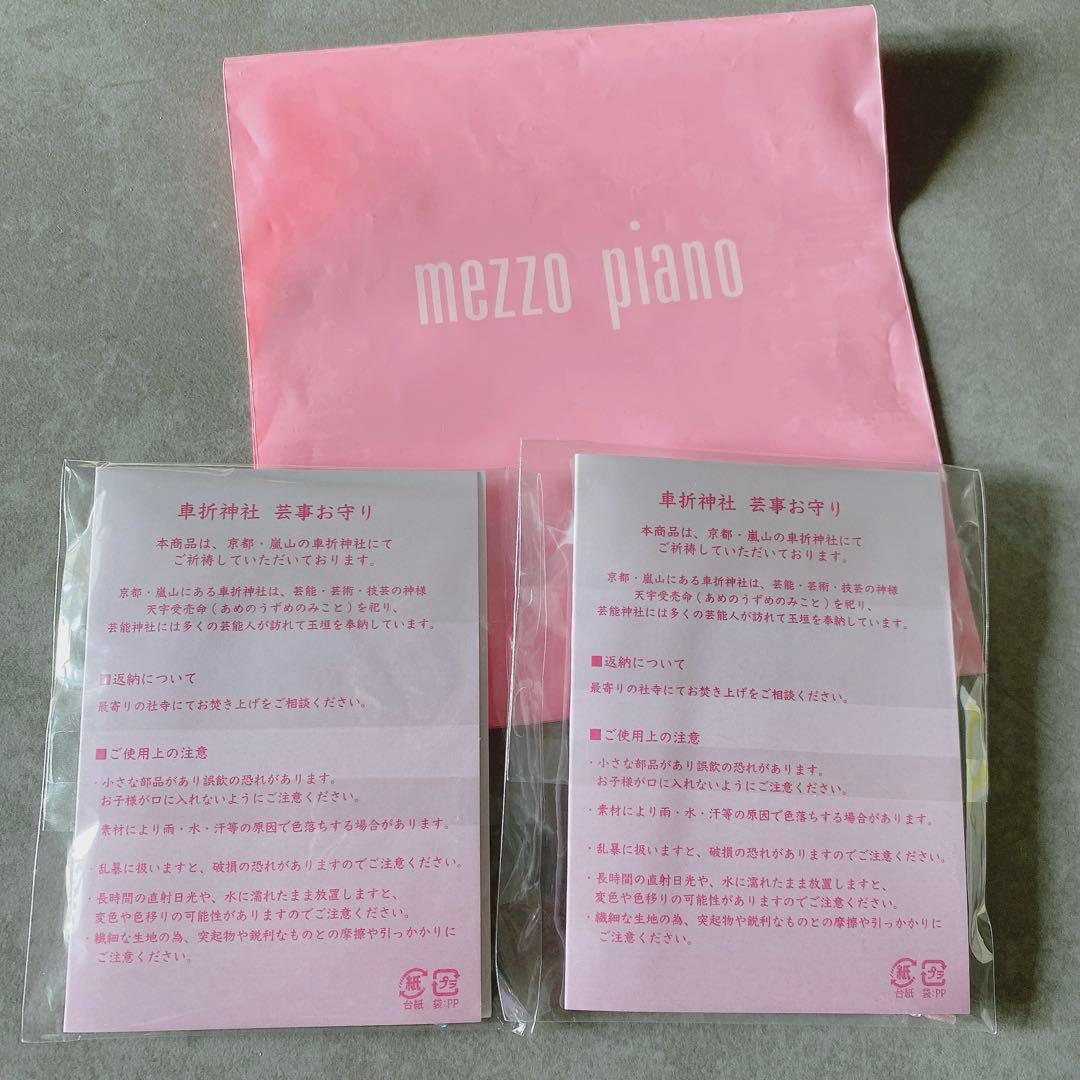 mezzo piano
車折神社 芸事お守り
本商品は、京都・嵐山の車折神社にて
ご祈祷していただいております。
京都・嵐山にある車折神社は、芸能・芸術・技芸の神様
天宇受売命(あめのうずめのみこと)を祀り、
芸能神社には多くの芸能人が訪れて玉垣を奉納しています。
■返納について
最寄りの社寺にてお焚き上げをご相談ください。
■ご使用上の注意
・小さな部品があり誤飲の恐れがあります。
お子様が口に入れないようにご注意ください。
・素材により雨・水・汗等の原因で色落ちする場合があります。
・乱暴に扱いますと、破損の恐れがありますのでご注意ください。
・長時間の直射日光や、水に濡れたまま放置しますと、
変色や色移りの可能性がありますのでご注意ください。
・繊細な生地の為、突起物や鋭利なものとの摩擦や引っかかりに
ご注意ください。
紙 プラ
台紙 袋:PP
車折神社 芸事お守り
本商品は、京都・嵐山の車折神社にて
ご祈祷していただいております。
京都・嵐山にある車折神社は、芸能・芸術・技芸の神様
天宇受売命(あめのうずめのみこと)を祀り、
芸能神社には多くの芸能人が訪れて玉垣を奉納しています。
■返納について
最寄りの社寺にてお焚き上げをご相談ください。
■ご使用上の注意
・小さな部品があり誤飲の恐れがあります。
お子様が口に入れないようにご注意ください。
・素材により雨・水・汗等の原因で色落ちする場合があります。
・乱暴に扱いますと、破損の恐れがありますのでご注意ください。
・長時間の直射日光や、水に濡れたまま放置しますと、
変色や色移りの可能性がありますのでご注意ください。
・繊細な生地の為、突起物や鋭利なものとの摩擦や引っかかりに
ご注意ください。
紙 プラ
台紙 袋:PP